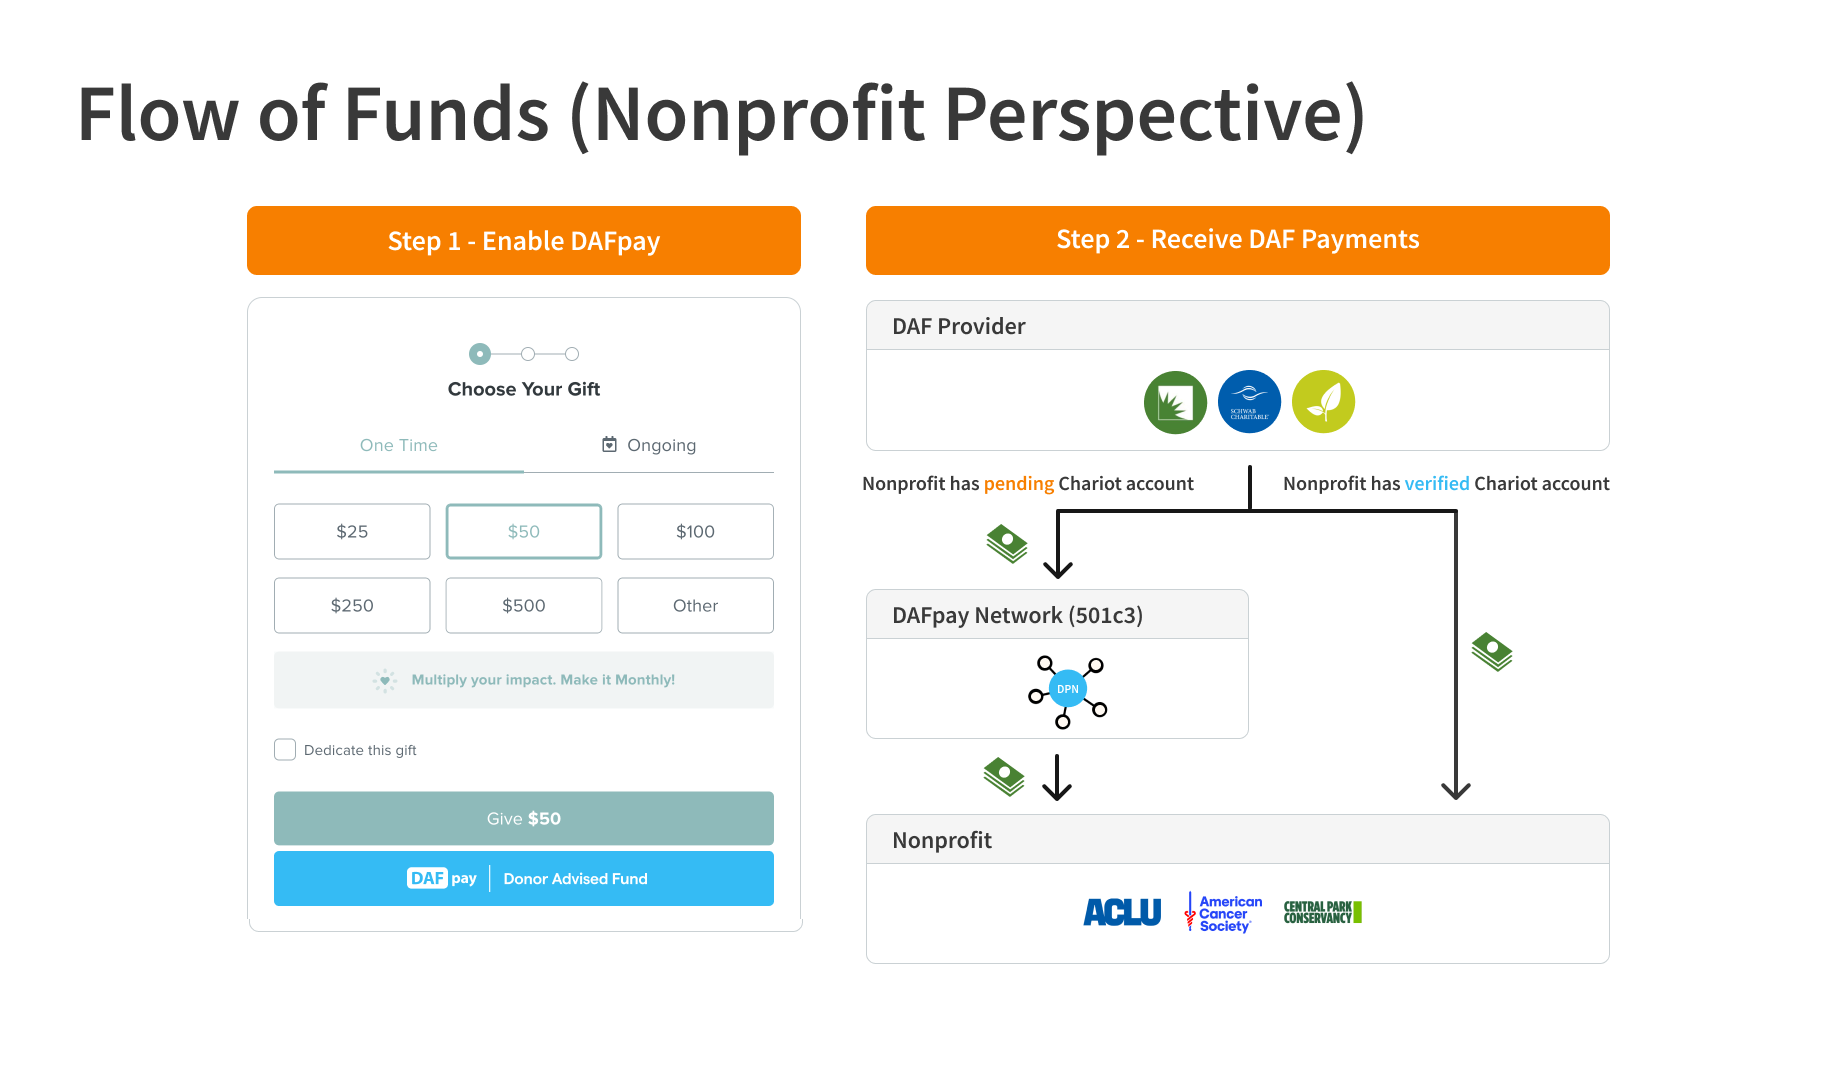 Flow of Funds (Nonprofit Perspective)
Step 1 - Enable DAFpay
Choose Your Gift
One Time
Ongoing
$25
$50
$100
$250
$500
Other
Multiply your impact. Make it Monthly!
Dedicate this gift
Give $50
DAF pay | Donor Advised Fund
Step 2 - Receive DAF Payments
DAF Provider
SCHWAB
CHARITABLE
Nonprofit has pending Chariot account
Nonprofit has verified Chariot account
DAFpay Network (501c3)
DPN
Nonprofit
ACLU
American
Cancer
Society
CENTRAL PARK
CONSERVANCY